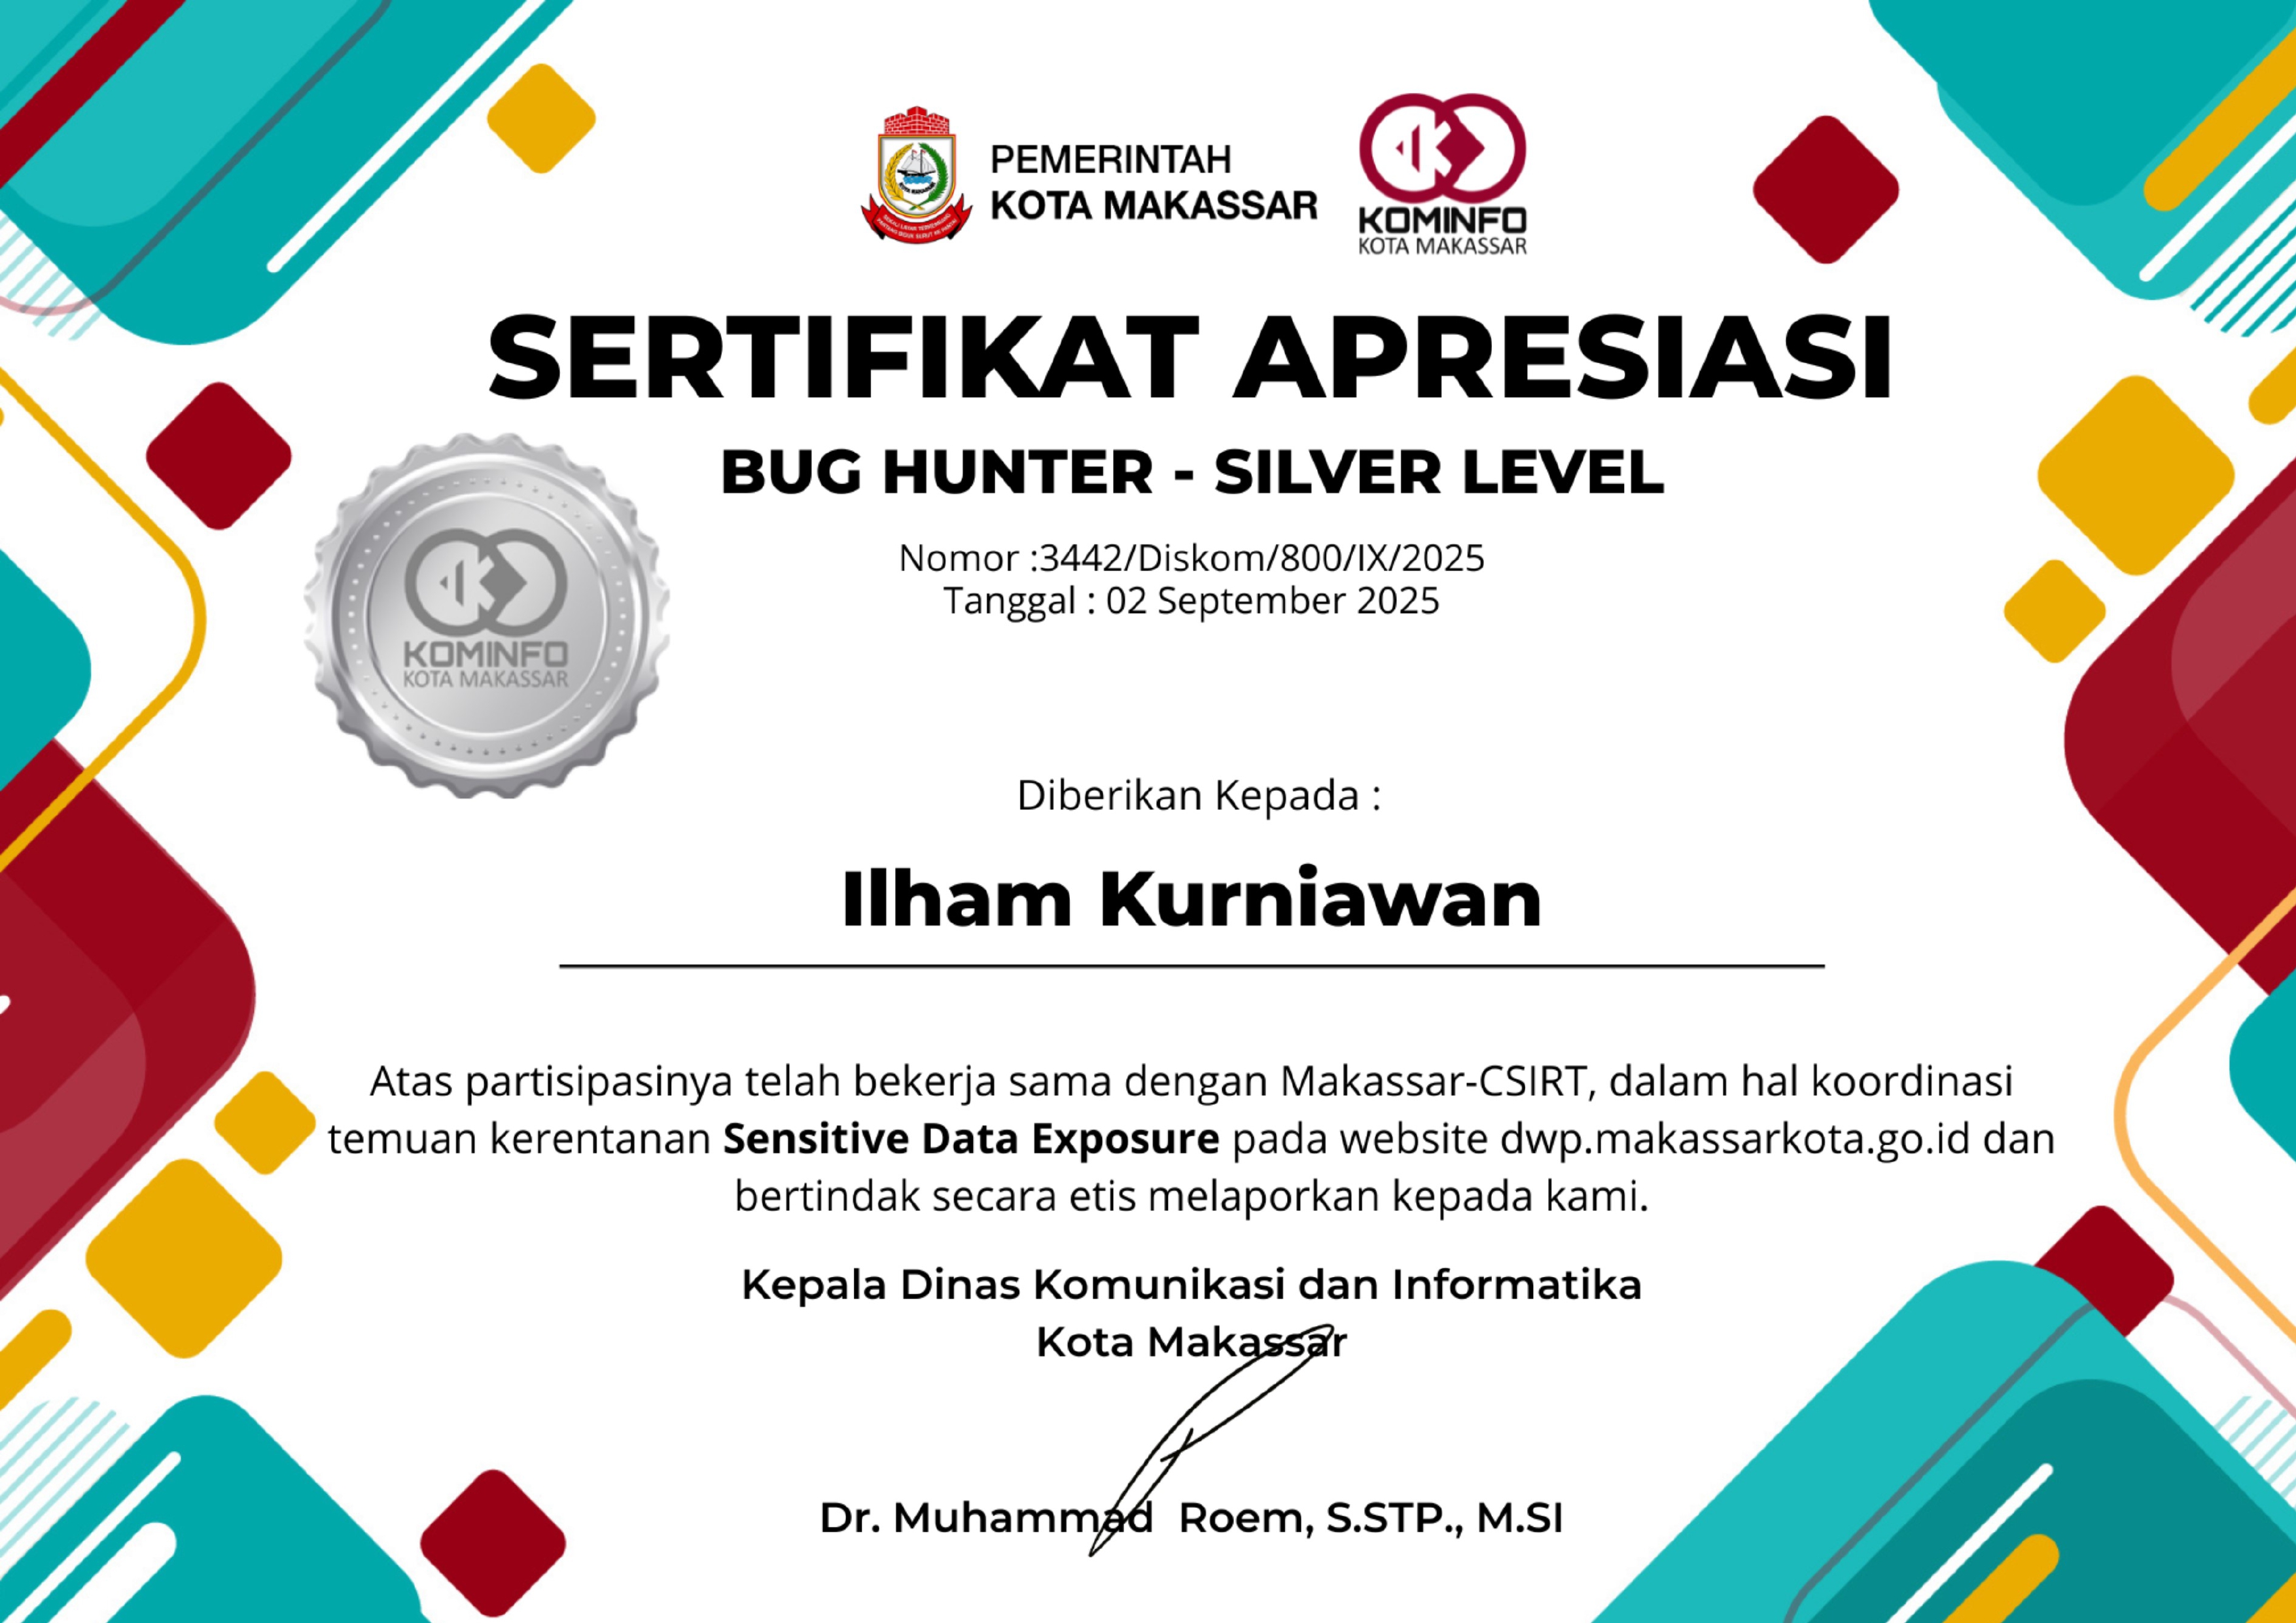 PEMERINTAH
KOTA MAKASSAR
KOMINFO
KOTA MAKASSAR
SERTIFIKAT APRESIASI
BUG HUNTER - SILVER LEVEL
Nomor :3442/Diskom/800/IX/2025
Tanggal : 02 September 2025
KOMINFO
KOTA MAKASSAR
Diberikan Kepada :
Ilham Kurniawan
Atas partisipasinya telah bekerja sama dengan Makassar-CSIRT, dalam hal koordinasi
temuan kerentanan Sensitive Data Exposure pada website dwp.makassarkota.go.id dan
bertindak secara etis melaporkan kepada kami.
Kepala Dinas Komunikasi dan Informatika
Kota Makassar
Dr. Muhammad Roem, S.STP., M.SI